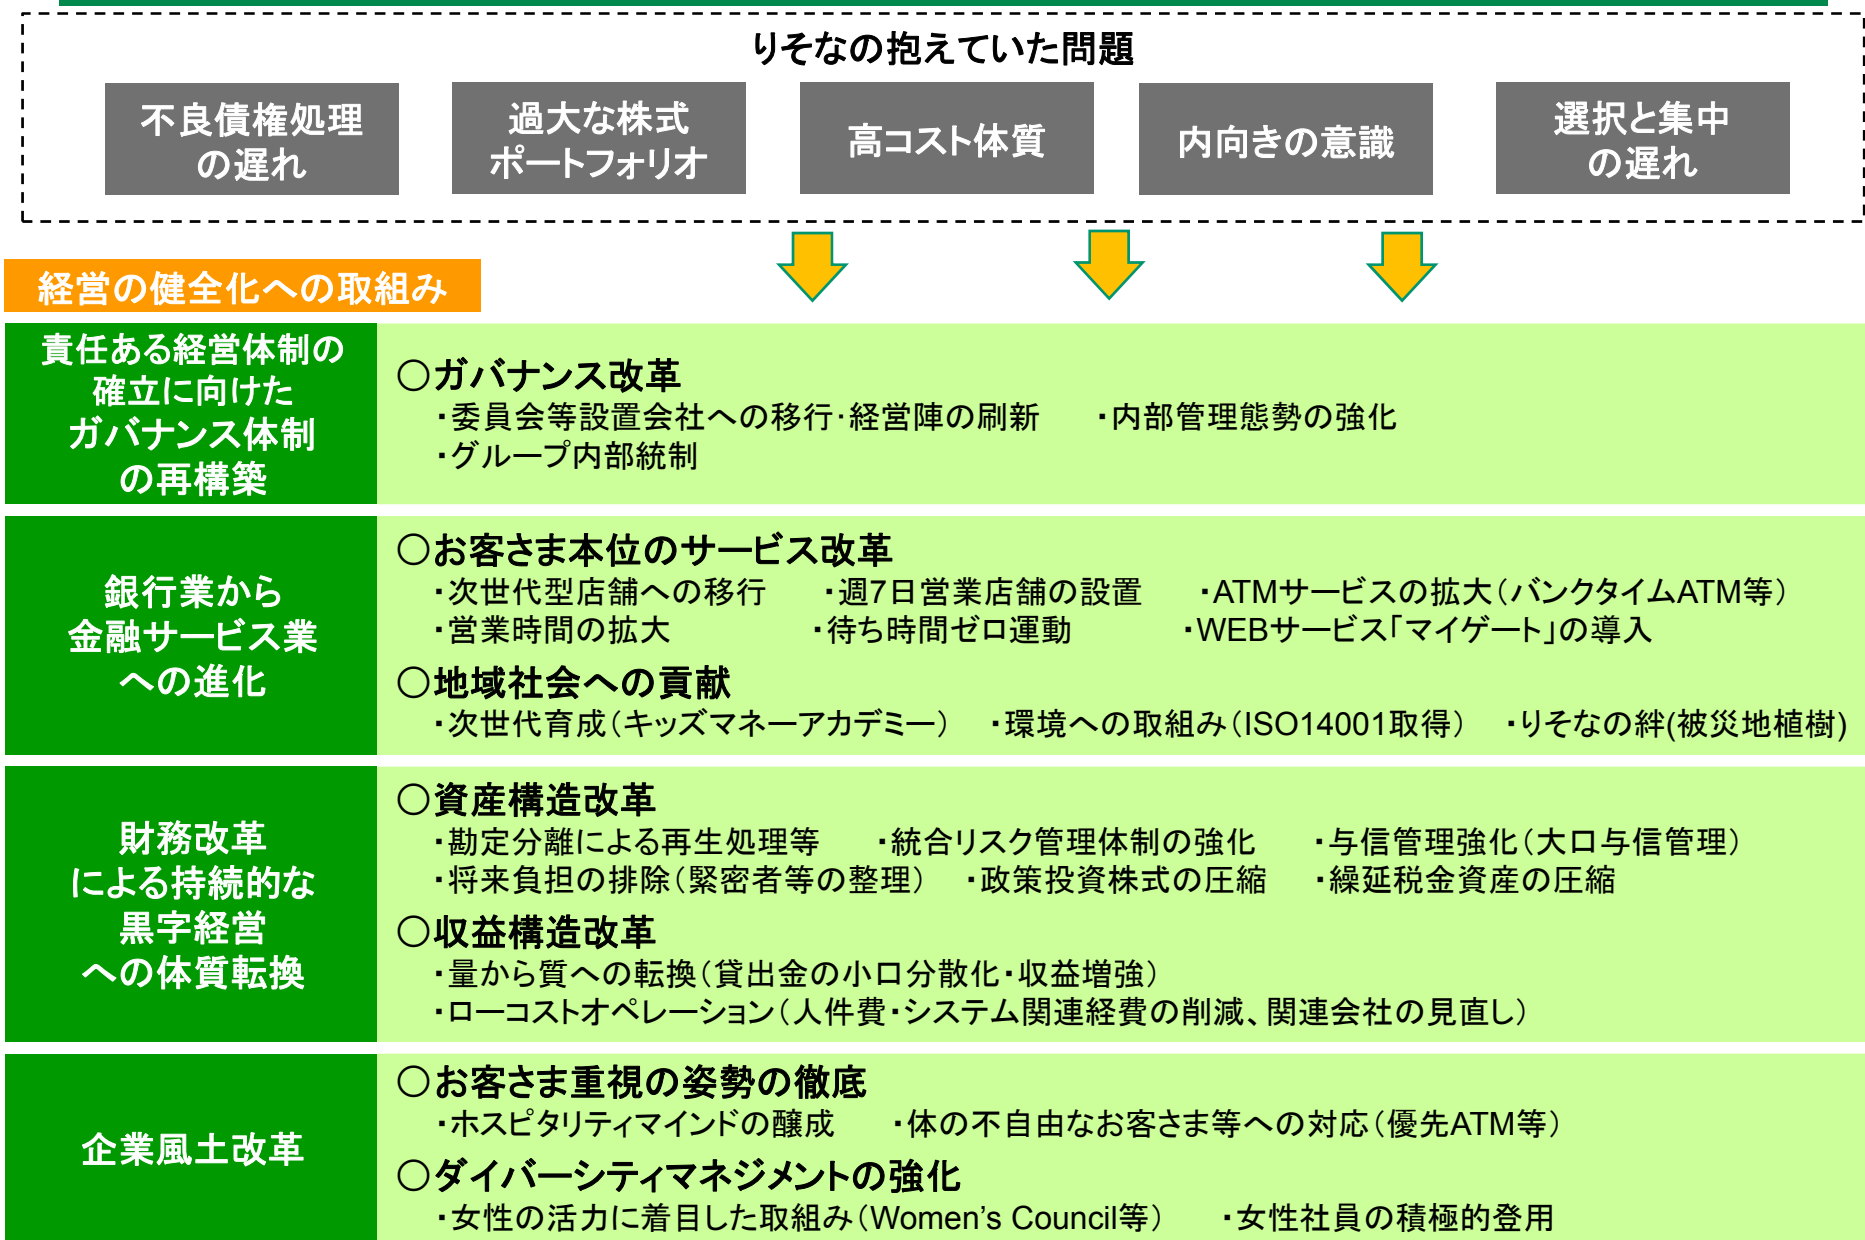 りそなの抱えていた問題
不良債権処理
の遅れ
過大な株式
ポートフォリオ
高コスト体質
内向きの意識
選択と集中
の遅れ
経営の健全化への取組み
責任ある経営体制の
確立に向けた
ガバナンス体制
の再構築
○ガバナンス改革
・委員会等設置会社への移行・経営陣の刷新 ・内部管理態勢の強化
・グループ内部統制
銀行業から
金融サービス業
への進化
○お客さま本位のサービス改革
・次世代型店舗への移行 ・週7日営業店舗の設置 ・ATMサービスの拡大(バンクタイムATM等)
・営業時間の拡大 ・待ち時間ゼロ運動 ・WEBサービス「マイゲート」の導入
○地域社会への貢献
・次世代育成(キッズマネーアカデミー) ・環境への取組み(ISO14001取得) ・りそなの絆(被災地植樹)
財務改革
による持続的な
黒字経営
への体質転換
○資産構造改革
・勘定分離による再生処理等 ・統合リスク管理体制の強化 ・与信管理強化(大口与信管理)
・将来負担の排除(緊密者等の整理) ・政策投資株式の圧縮 ・繰延税金資産の圧縮
○収益構造改革
・量から質への転換(貸出金の小口分散化・収益増強)
・ローコストオペレーション(人件費・システム関連経費の削減、関連会社の見直し)
企業風土改革
○お客さま重視の姿勢の徹底
・ホスピタリティマインドの醸成 ・体の不自由なお客さま等への対応(優先ATM等)
○ダイバーシティマネジメントの強化
・女性の活力に着目した取組み(Women's Council等) ・女性社員の積極的登用